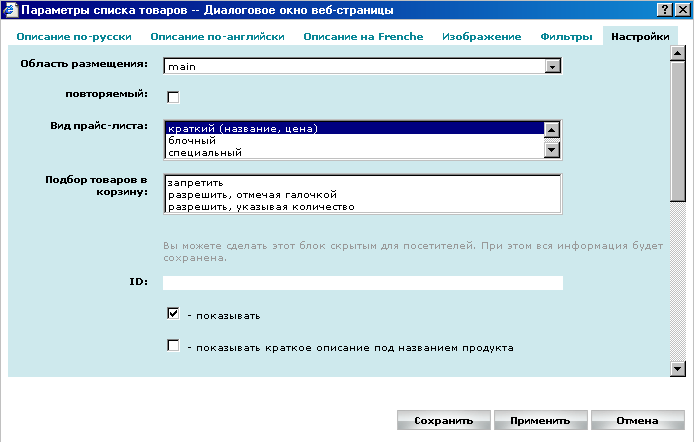 Параметры списка товаров -- Диалоговое окно веб-страницы
Описание по-русски Описание по-английски Описание на Frenche Изображение Фильтры Настройки
Область размещения: main
повторяемый:
Вид прайс-листа: краткий (название, цена)
блочный
специальный
Подбор товаров в корзину: запретить
разрешить, отмечая галочкой
разрешить, указывая количество
Вы можете сделать этот блок скрытым для посетителей. При этом вся информация будет
сохранена.
ID:
- показывать
- показывать краткое описание под названием продукта
Сохранить Применить Отмена